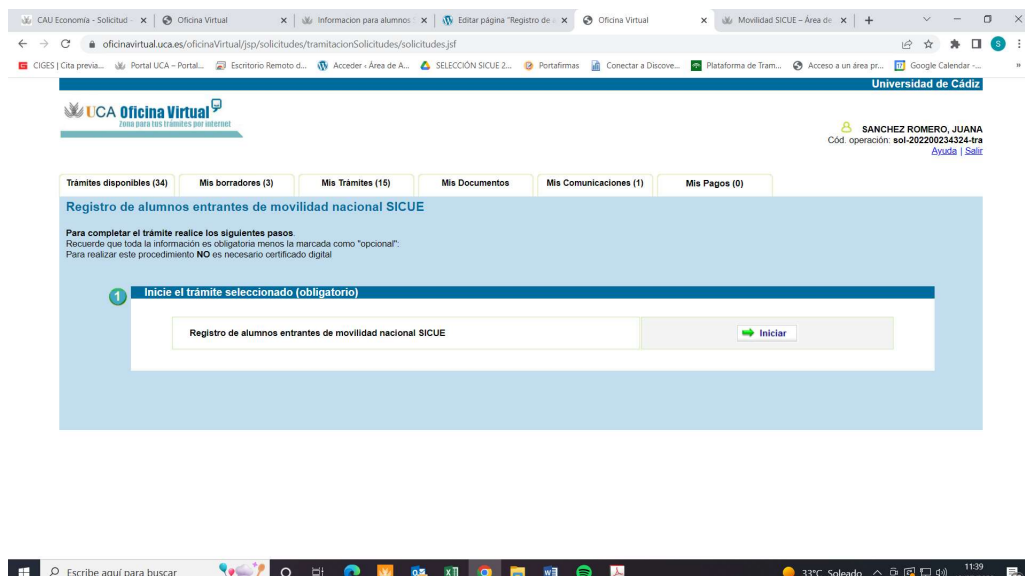 CAU Economía - Solicitud
Oficina Virtual
Informacion para alumnos
Editar página "Registro de
Oficina Virtual
Movilidad SICUE – Área de
oficinavirtual.uca.es/oficinaVirtual/jsp/solicitudes/tramitacionSolicitudes/solicitudes.jsf
S
CIGES | Cita previa...
Portal UCA – Portal...
Escritorio Remoto d...
Acceder ‹ Área de A...
SELECCIÓN SICUE 2...
Portafirmas
Conectar a Discove...
Plataforma de Tram...
Acceso a un área pr...
Google Calendar -...
»
Universidad de Cádiz
UCA Oficina Virtual
Zona para tus trámites por internet
SANCHEZ ROMERO, JUANA
Cód. operación: sol-202200234324-tra
Ayuda | Salir
Trámites disponibles (34)
Mis borradores (3)
Mis Trámites (15)
Mis Documentos
Mis Comunicaciones (1)
Mis Pagos (0)
Registro de alumnos entrantes de movilidad nacional SICUE
Para completar el trámite realice los siguientes pasos.
Recuerde que toda la información es obligatoria menos la marcada como "opcional":
Para realizar este procedimiento NO es necesario certificado digital
1 Inicie el trámite seleccionado (obligatorio)
Registro de alumnos entrantes de movilidad nacional SICUE
Iniciar
Escribe aquí para buscar
33°C Soleado
11:39